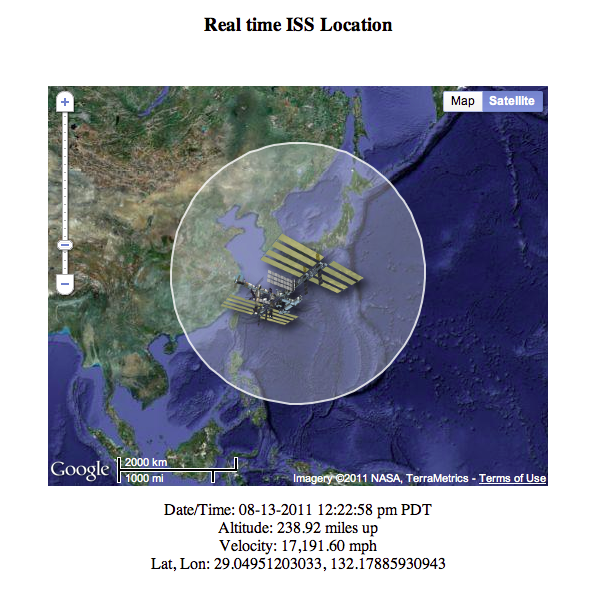 Real time ISS Location
Map Satellite
Google
2000 km
1000 mi
Imagery ©2011 NASA, TerraMetrics - Terms of Use
Date/Time: 08-13-2011 12:22:58 pm PDT
Altitude: 238.92 miles up
Velocity: 17,191.60 mph
Lat, Lon: 29.04951203033, 132.17885930943